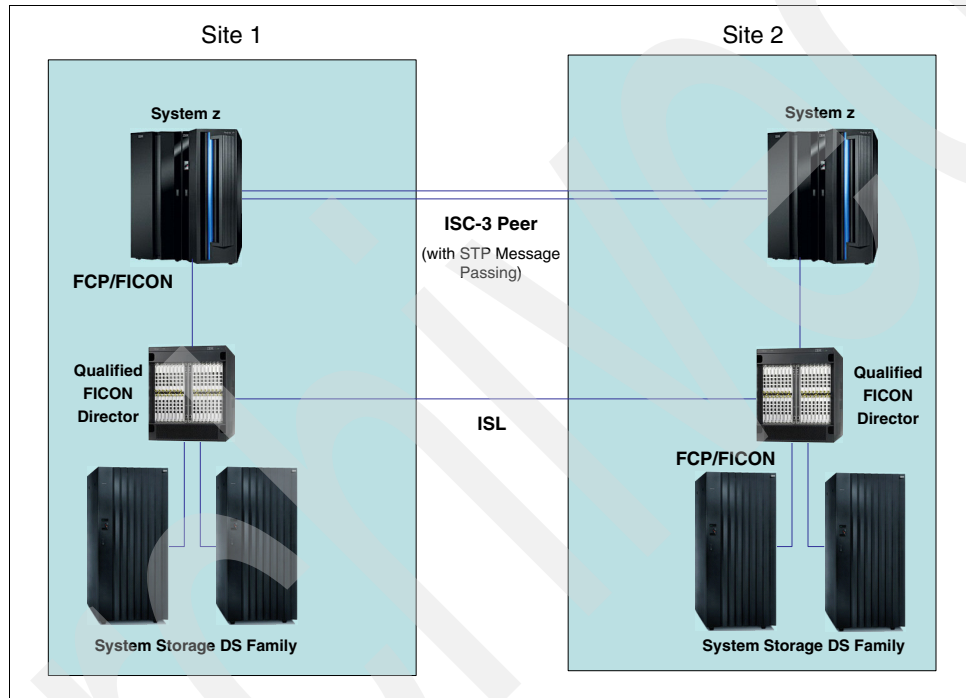 Site 1
Site 2
System z
System z
ISC-3 Peer
(with STP Message
Passing)
FCP/FICON
Qualified
FICON
Director
Qualified
FICON
Director
ISL
FCP/FICON
System Storage DS Family
System Storage DS Family